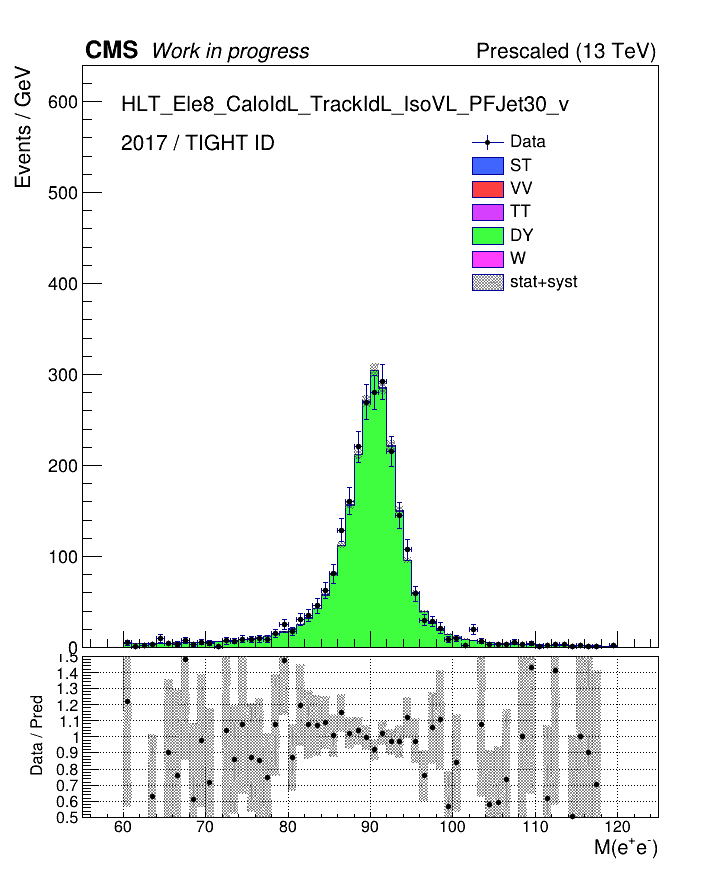 CMS Work in progress Prescaled (13 TeV)
Events / GeV
HLT_Ele8_CaloIdL_TrackIdL_IsoVL_PFJet30_v
2017 / TIGHT ID
Data
ST
VV
TT
DY
W
stat+syst
600
500
400
300
200
100
0
Data / Pred
1.5
1.4
1.3
1.2
1.1
1
0.9
0.8
0.7
0.6
0.5
60 70 80 90 100 110 120
M(e⁺e⁻)